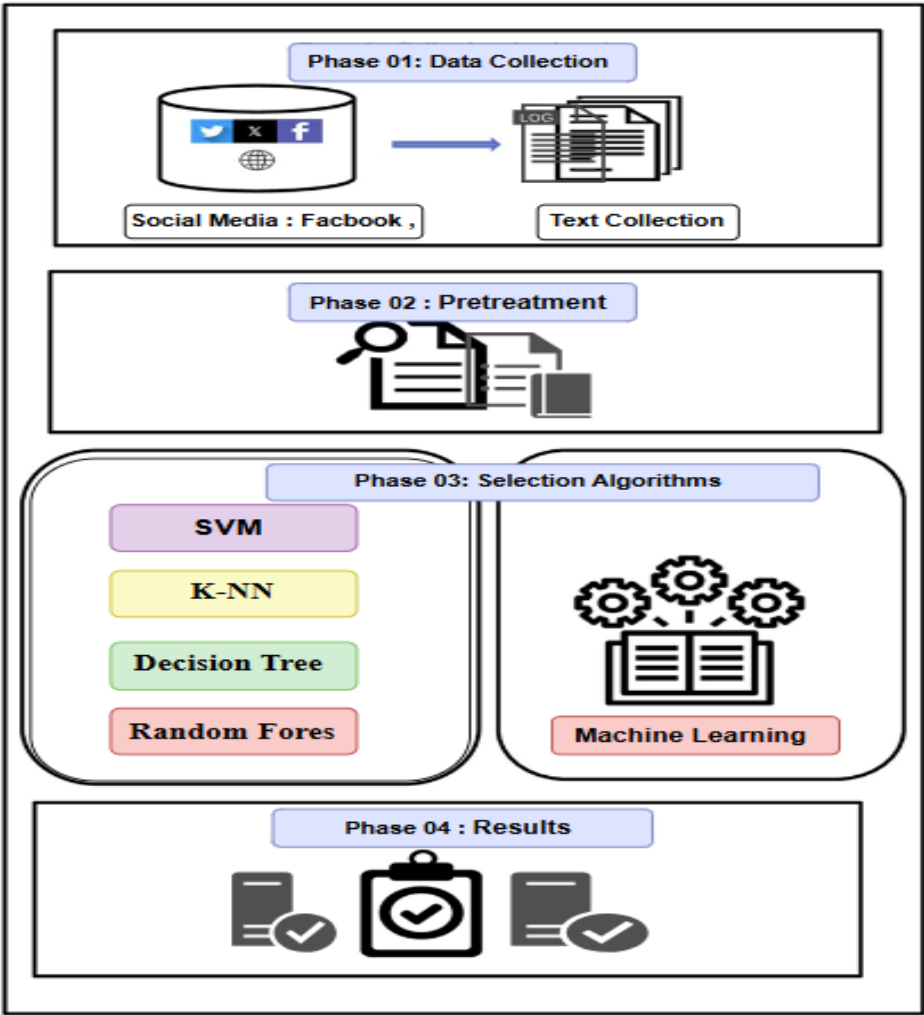 Phase 01: Data Collection
LOG
Social Media : Facbook ,
Text Collection
Phase 02 : Pretreatment
Phase 03: Selection Algorithms
SVM
K-NN
Decision Tree
Random Fores
Machine Learning
Phase 04 : Results